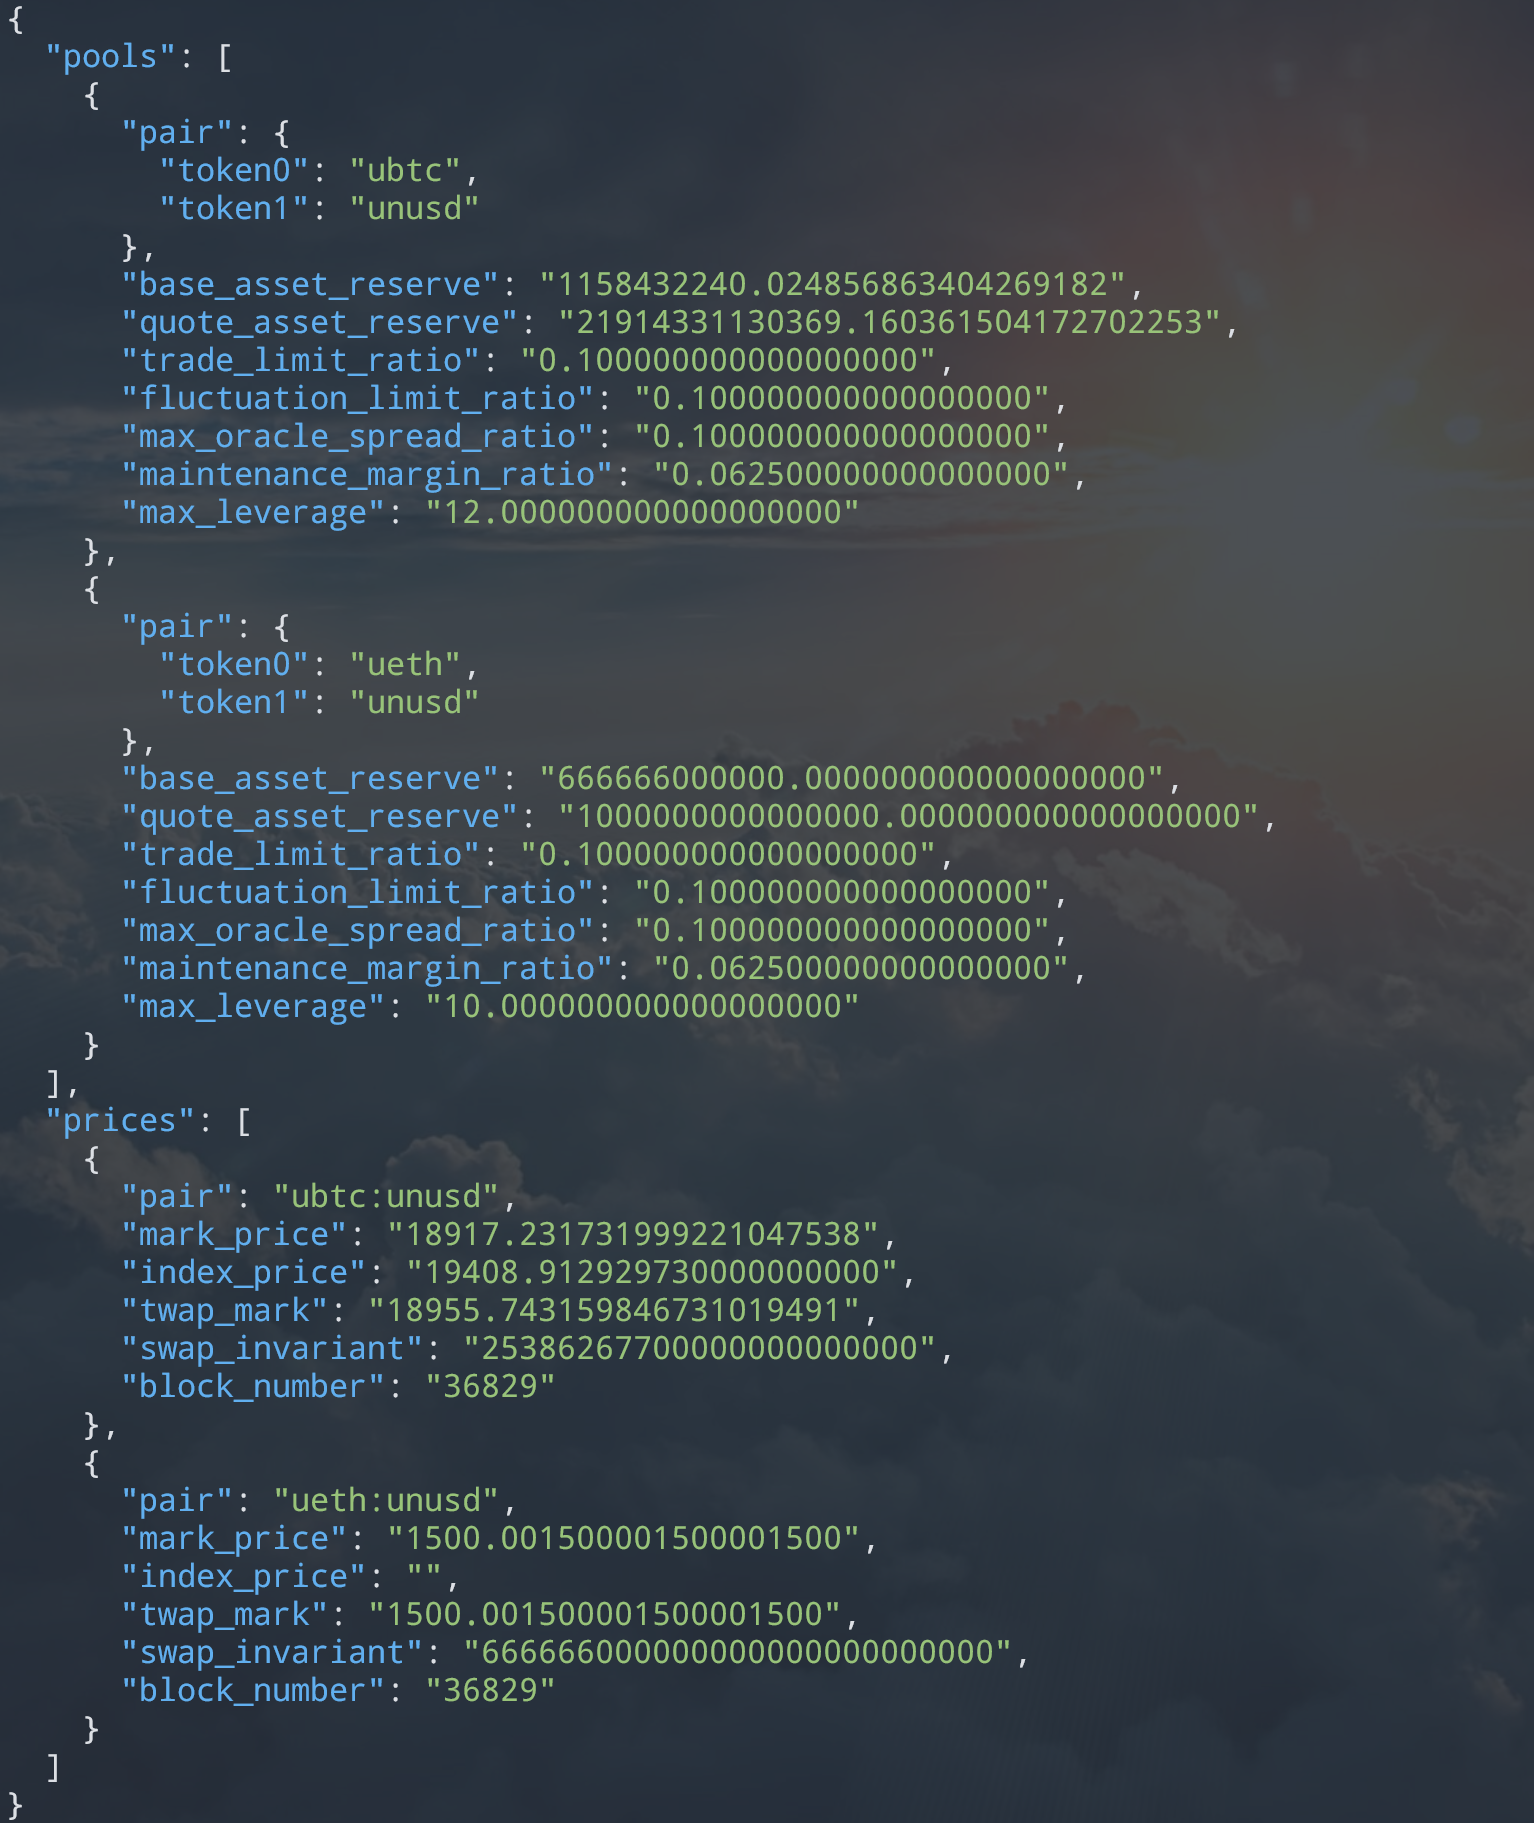 {
  "pools": [
    {
      "pair": {
        "token0": "ubtc",
        "token1": "unusd"
      },
      "base_asset_reserve": "1158432240.024856863404269182",
      "quote_asset_reserve": "21914331130369.160361504172702253",
      "trade_limit_ratio": "0.100000000000000000",
      "fluctuation_limit_ratio": "0.100000000000000000",
      "max_oracle_spread_ratio": "0.100000000000000000",
      "maintenance_margin_ratio": "0.062500000000000000",
      "max_leverage": "12.000000000000000000"
    },
    {
      "pair": {
        "token0": "ueth",
        "token1": "unusd"
      },
      "base_asset_reserve": "666666000000.000000000000000000",
      "quote_asset_reserve": "1000000000000000.000000000000000000",
      "trade_limit_ratio": "0.100000000000000000",
      "fluctuation_limit_ratio": "0.100000000000000000",
      "max_oracle_spread_ratio": "0.100000000000000000",
      "maintenance_margin_ratio": "0.062500000000000000",
      "max_leverage": "10.000000000000000000"
    }
  ],
  "prices": [
    {
      "pair": "ubtc:unusd",
      "mark_price": "18917.231731999221047538",
      "index_price": "19408.912929730000000000",
      "twap_mark": "18955.743159846731019491",
      "swap_invariant": "25386267700000000000000",
      "block_number": "36829"
    },
    {
      "pair": "ueth:unusd",
      "mark_price": "1500.001500001500001500",
      "index_price": "",
      "twap_mark": "1500.001500001500001500",
      "swap_invariant": "666666000000000000000000000",
      "block_number": "36829"
    }
  ]
}